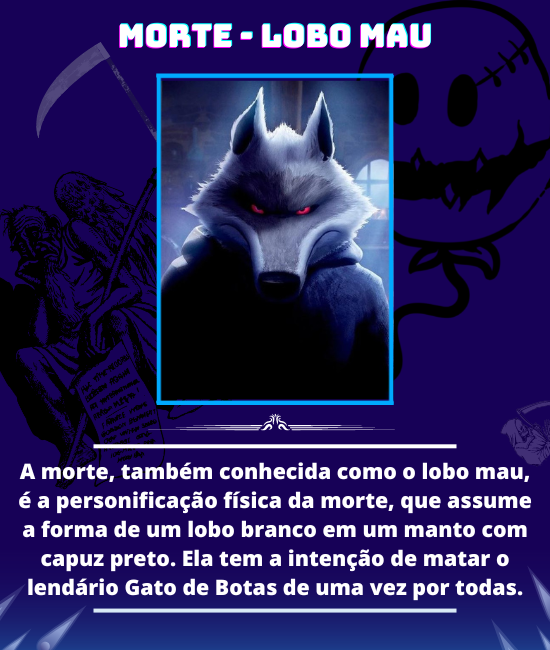 MORTE - LOBO MAU
A morte, também conhecida como o lobo mau,
é a personificação física da morte, que assume
a forma de um lobo branco em um manto com
capuz preto. Ela tem a intenção de matar o
lendário Gato de Botas de uma vez por todas.